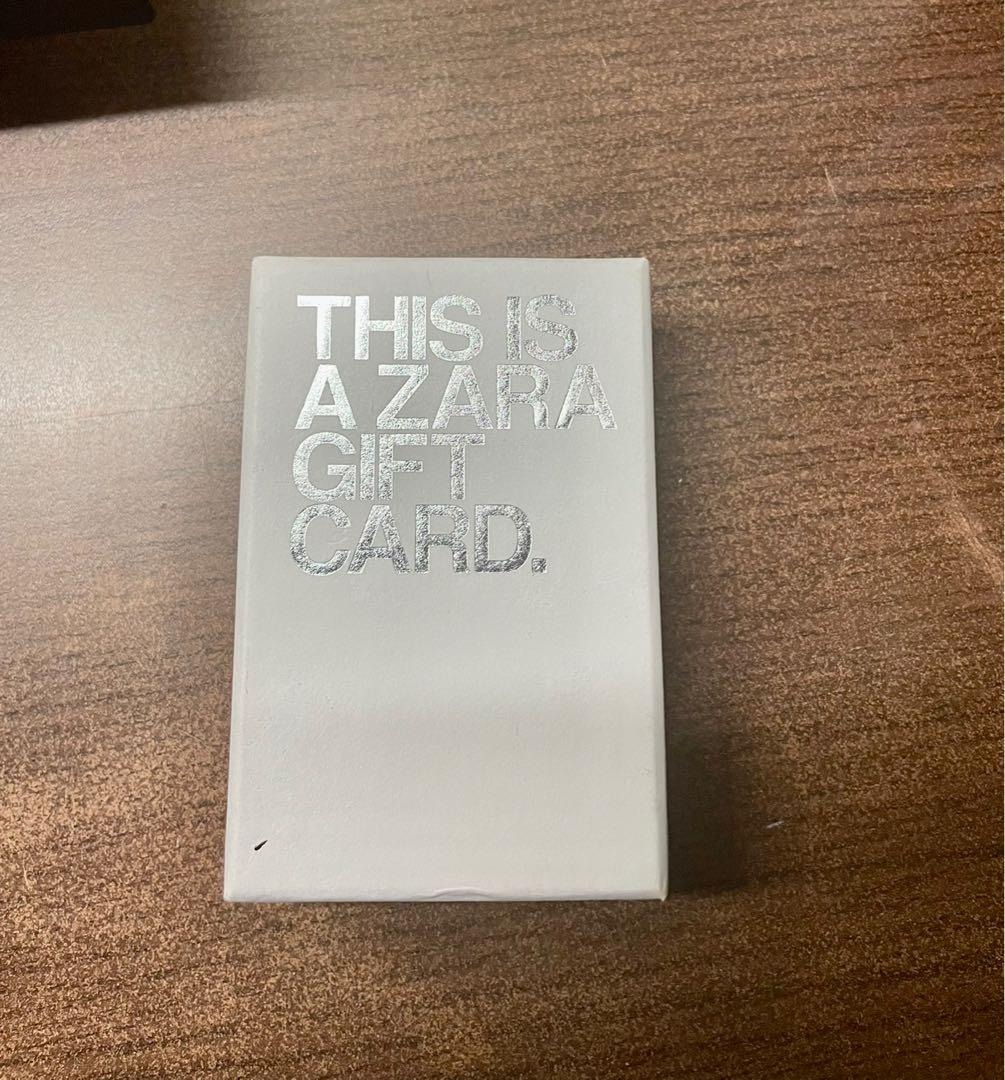 THIS IS
A ZARA
GIFT
CARD.